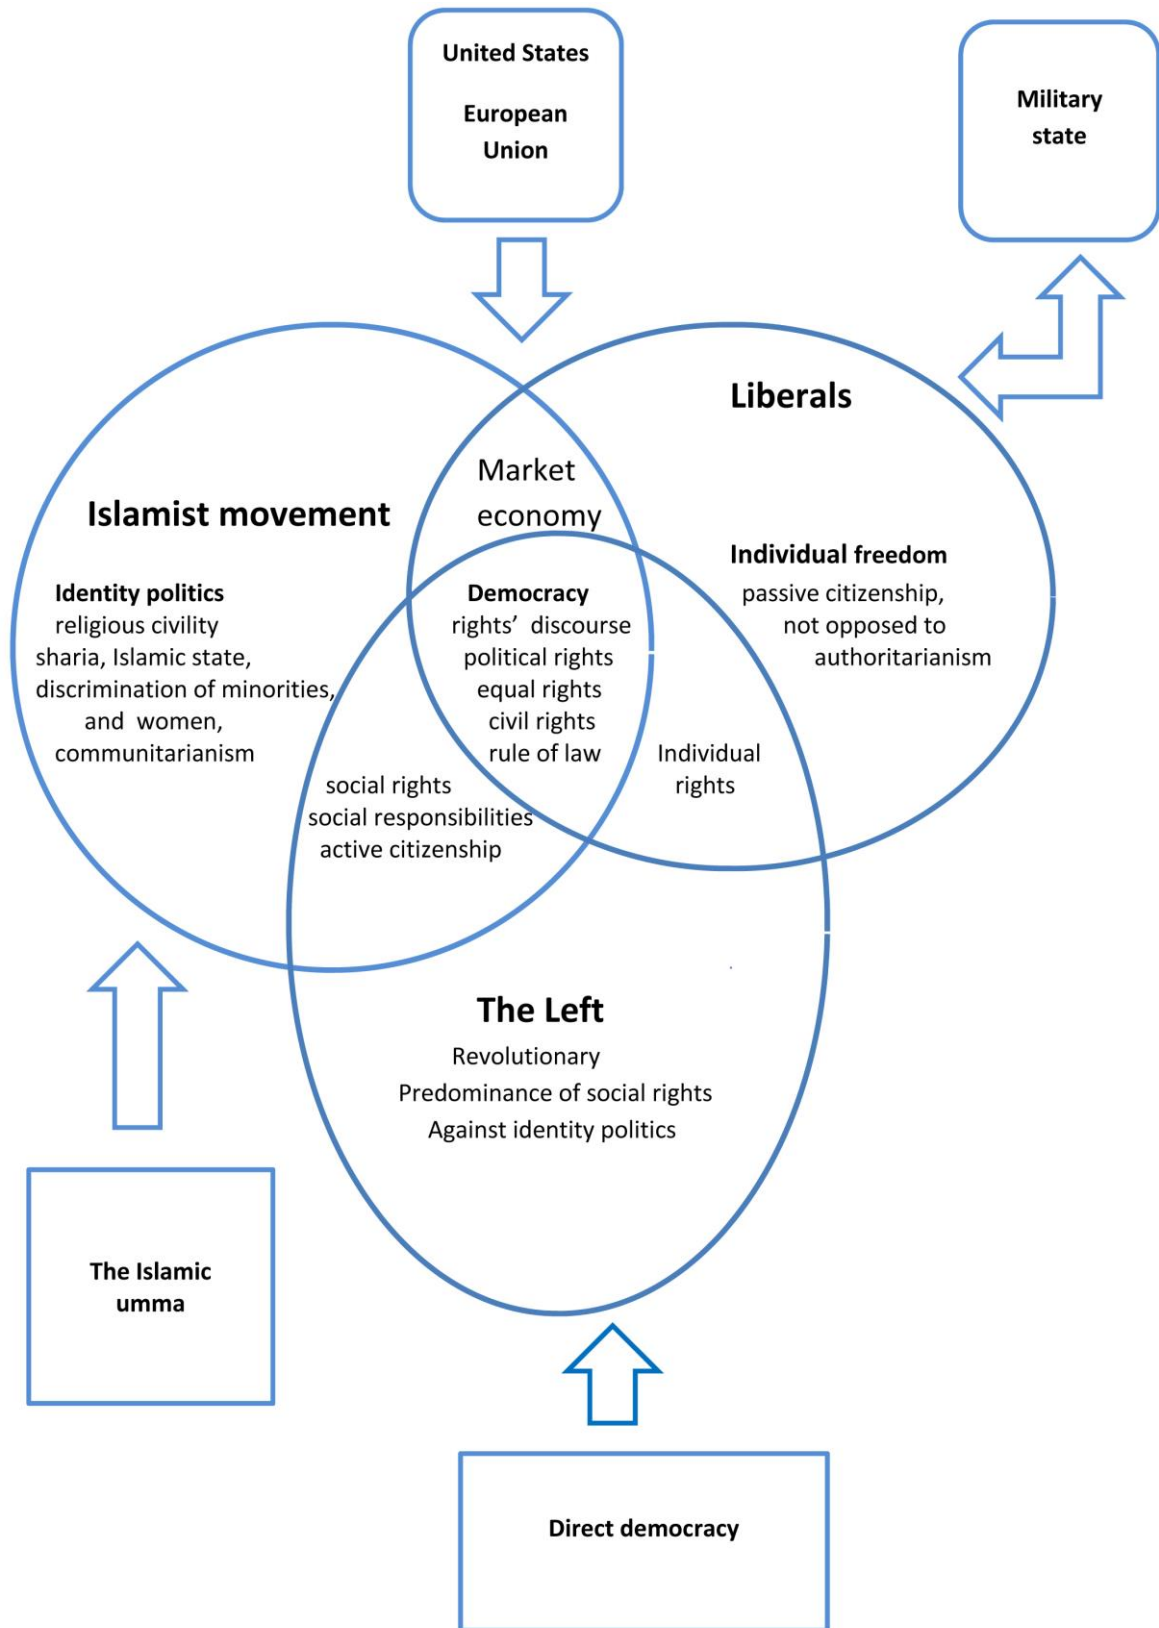 United States
European
Union
Military
state
Liberals
Market
economy
Islamist movement
Individual freedom
passive citizenship,
not opposed to
authoritarianism
Identity politics
religious civility
sharia, Islamic state,
discrimination of minorities,
and women,
communitarianism
Democracy
rights’ discourse
political rights
equal rights
civil rights
rule of law
Individual
rights
social rights
social responsibilities
active citizenship
The Left
Revolutionary
Predominance of social rights
Against identity politics
The Islamic
umma
Direct democracy